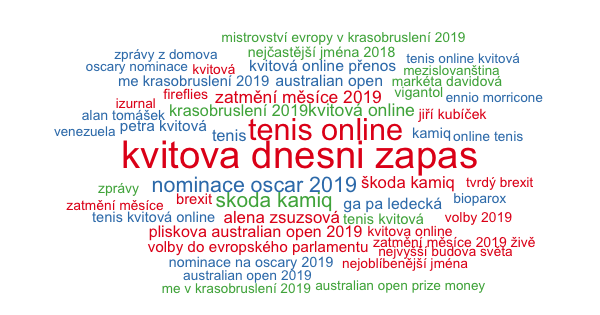 mistrovství evropy v krasobruslení 2019
zprávy z domova
nejčastější jména 2018
tenis online kvitová
oscary nominace
kvitová
kvitová online přenos
mezislovanština
me krasobruslení 2019
australian open
markéta davidová
fireflies
vigantol
izurnal
zatmění měsíce 2019
ennio morricone
alan tomášek
krasobruslení 2019
kvitová online
jiří kubíček
venezuela
petra kvitová
tenis
tenis online
kamiq
online tenis
kvitova dnesni zapas
zprávy
nominace oscar 2019
škoda kamiq
tvrdý brexit
zatmění měsíce
brexit
skoda kamiq
ga pa ledecká
bioparox
tenis kvitová online
alena zsuzsová
tenis kvitová
volby 2019
pliskova australian open 2019
kvitova online
volby do evropského parlamentu
zatmění měsíce 2019 živě
nejvyšší budova světa
nominace na oscary 2019
nejoblíbenější jména
australian open 2019
me v krasobruslení 2019
australian open prize money